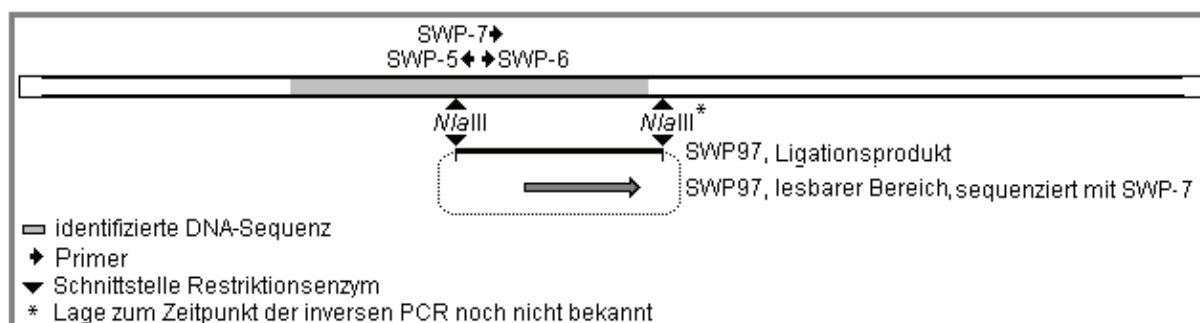 SWP-7
SWP-5 SWP-6
NlaIII NlaIII*
SWP97, Ligationsprodukt
SWP97, lesbarer Bereich, sequenziert mit SWP-7
identifizierte DNA-Sequenz
Primer
Schnittstelle Restriktionsenzym
* Lage zum Zeitpunkt der inversen PCR noch nicht bekannt